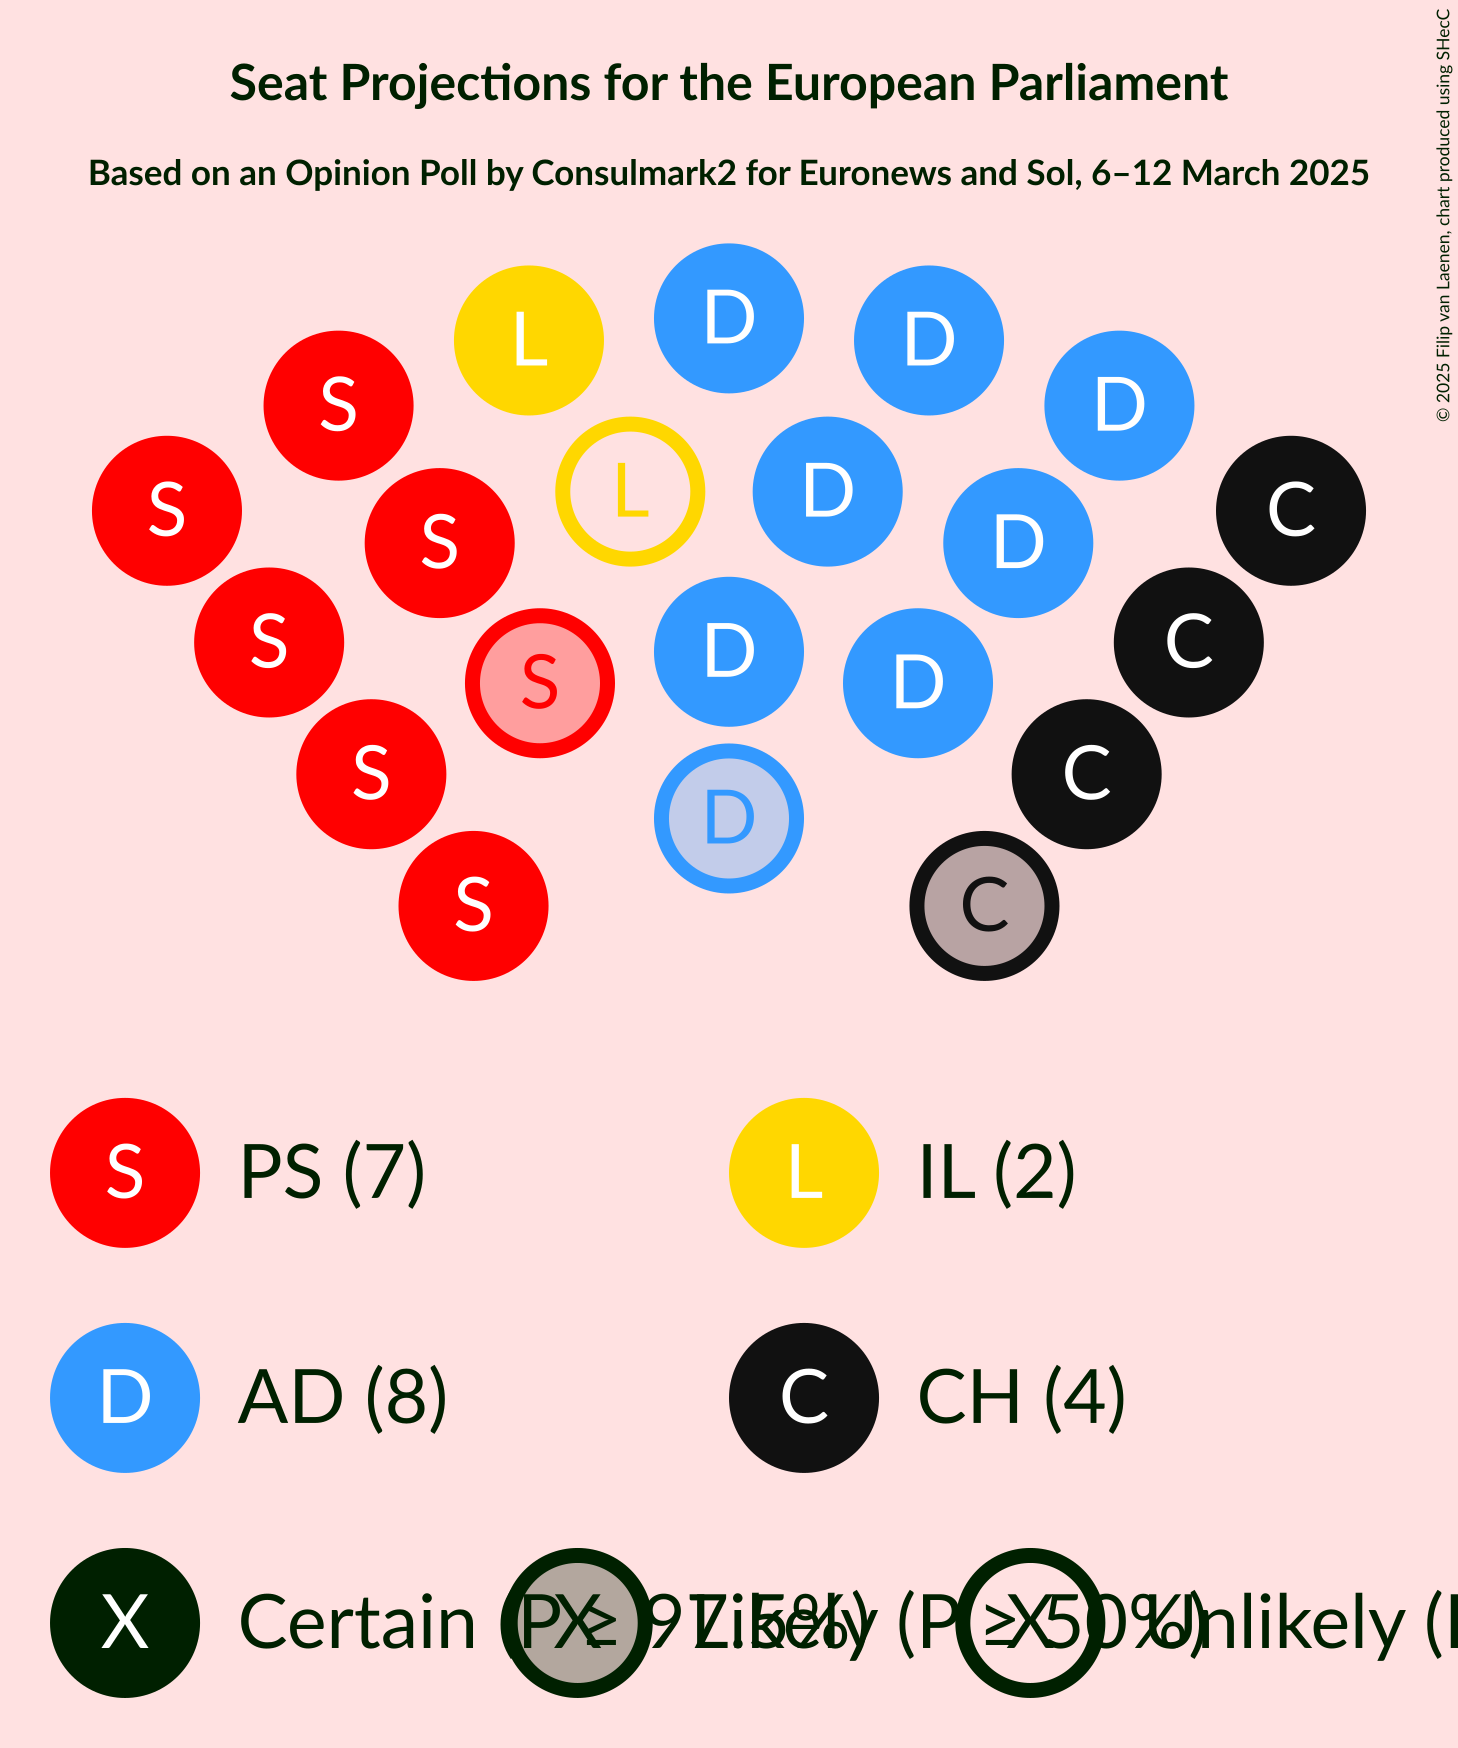 Seat Projections for the European Parliament
Based on an Opinion Poll by Consulmark2 for Euronews and Sol, 6–12 March 2025
© 2025 Filip van Laenen, chart produced using SHecC
L D D D
S D
S L D C
S D
S D C
S D
S C
D
S C
S PS (7) L IL (2)
D AD (8) C CH (4)
X Certain (P ≥ 97.5%) X Likely (P ≥ 50%) X Unlikely (